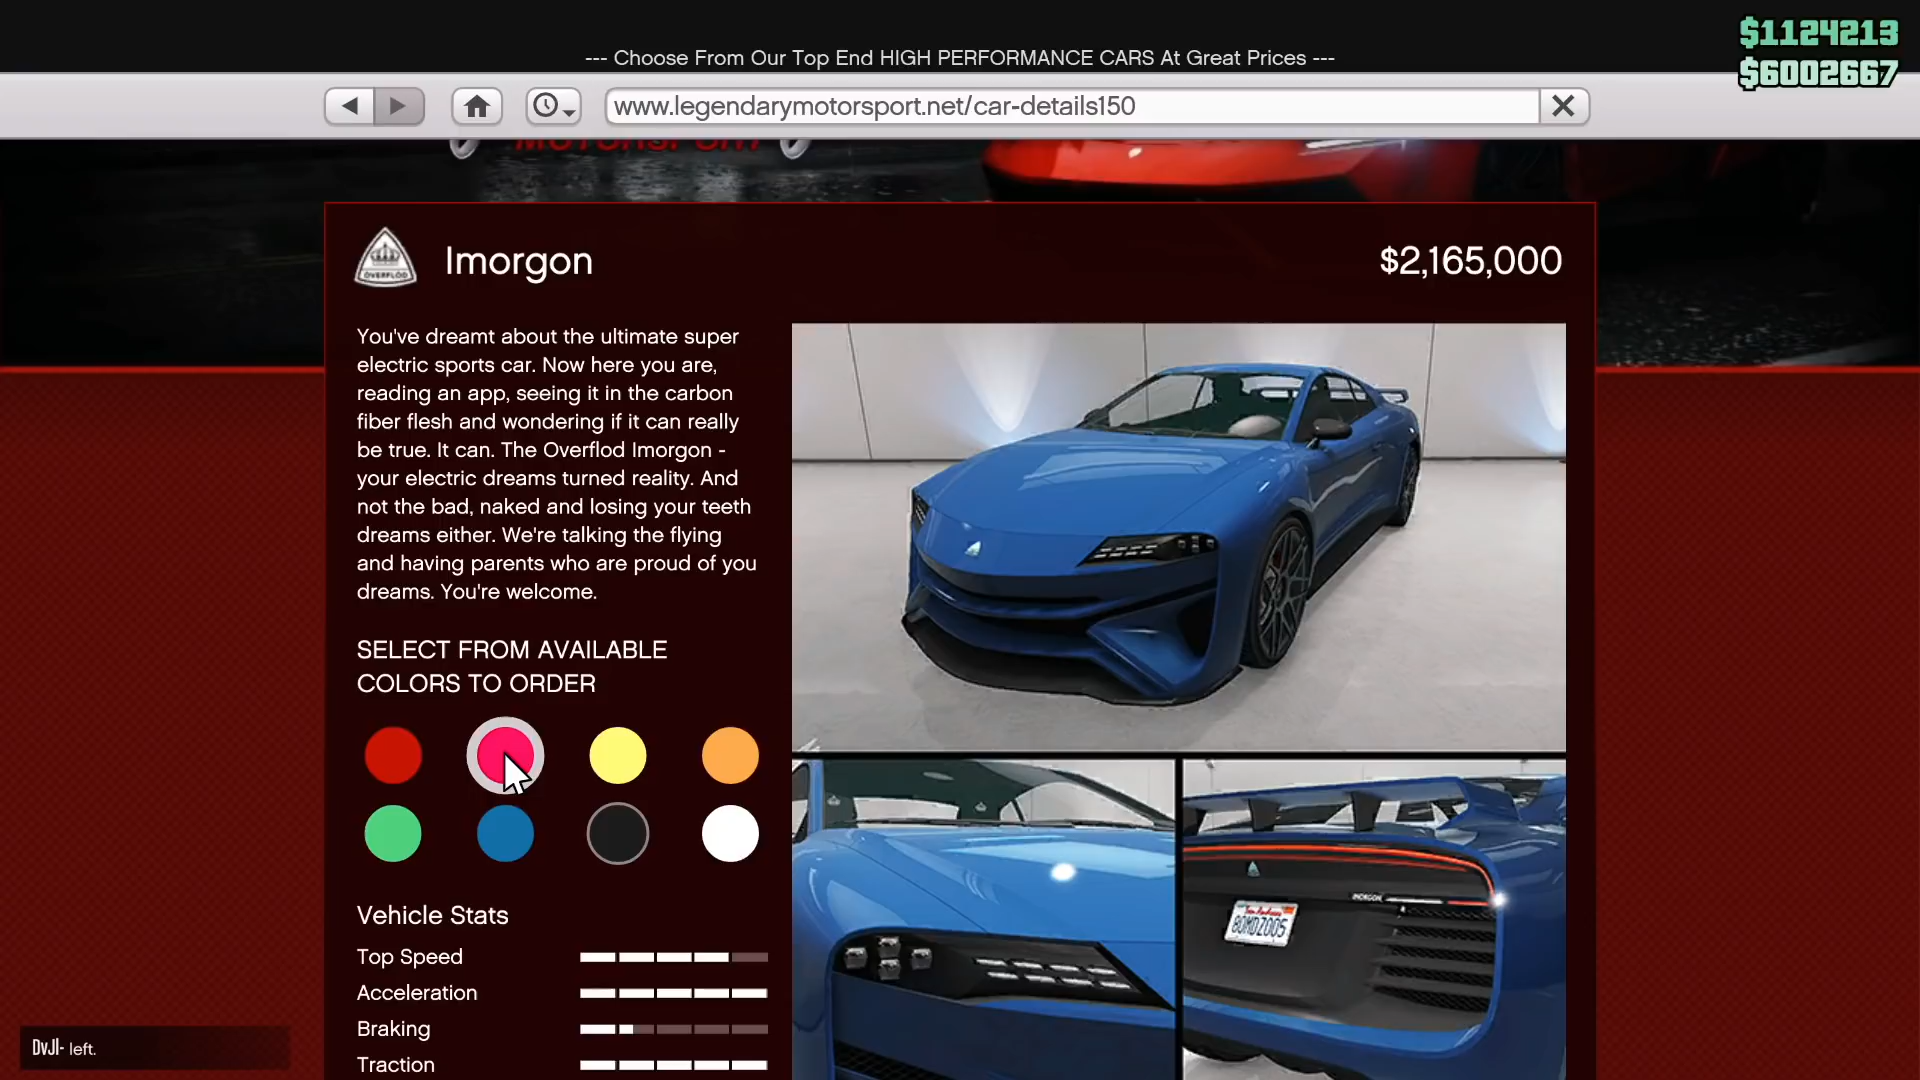 $1124213
--- Choose From Our Top End HIGH PERFORMANCE CARS At Great Prices ---
$6002667
www.legendarymotorsport.net/car-details150
OVERFLÖD
Imorgon
$2,165,000
You've dreamt about the ultimate super
electric sports car. Now here you are,
reading an app, seeing it in the carbon
fiber flesh and wondering if it can really
be true. It can. The Overflod Imorgon -
your electric dreams turned reality. And
not the bad, naked and losing your teeth
dreams either. We're talking the flying
and having parents who are proud of you
dreams. You're welcome.
SELECT FROM AVAILABLE
COLORS TO ORDER
Vehicle Stats
Top Speed
Acceleration
Braking
Traction
IMORGON
80MDZ005
DvJl- left.